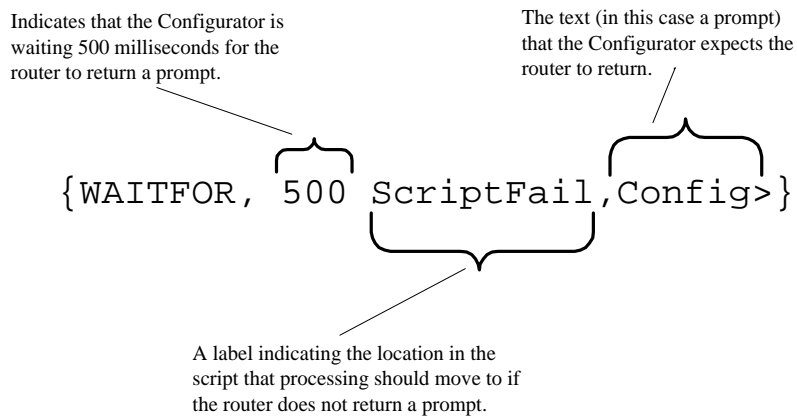 Indicates that the Configurator is
waiting 500 milliseconds for the
router to return a prompt.
The text (in this case a prompt)
that the Configurator expects the
router to return.
{WAITFOR, 500 ScriptFail,Config>}
A label indicating the location in the
script that processing should move to if
the router does not return a prompt.